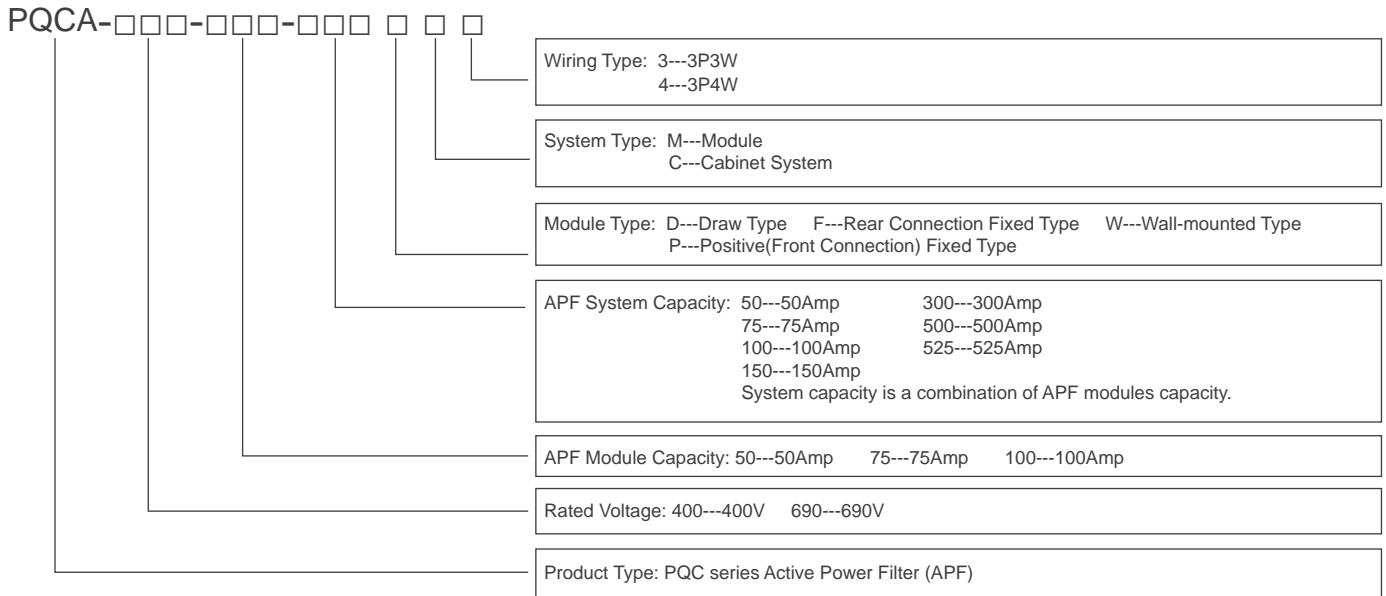 PQCA-□□□-□□□-□□□ □ □ □
Wiring Type: 3---3P3W
4---3P4W
System Type: M---Module
C---Cabinet System
Module Type: D---Draw Type F---Rear Connection Fixed Type W---Wall-mounted Type
P---Positive(Front Connection) Fixed Type
APF System Capacity: 50---50Amp 300---300Amp
75---75Amp 500---500Amp
100---100Amp 525---525Amp
150---150Amp
System capacity is a combination of APF modules capacity.
APF Module Capacity: 50---50Amp 75---75Amp 100---100Amp
Rated Voltage: 400---400V 690---690V
Product Type: PQC series Active Power Filter (APF)